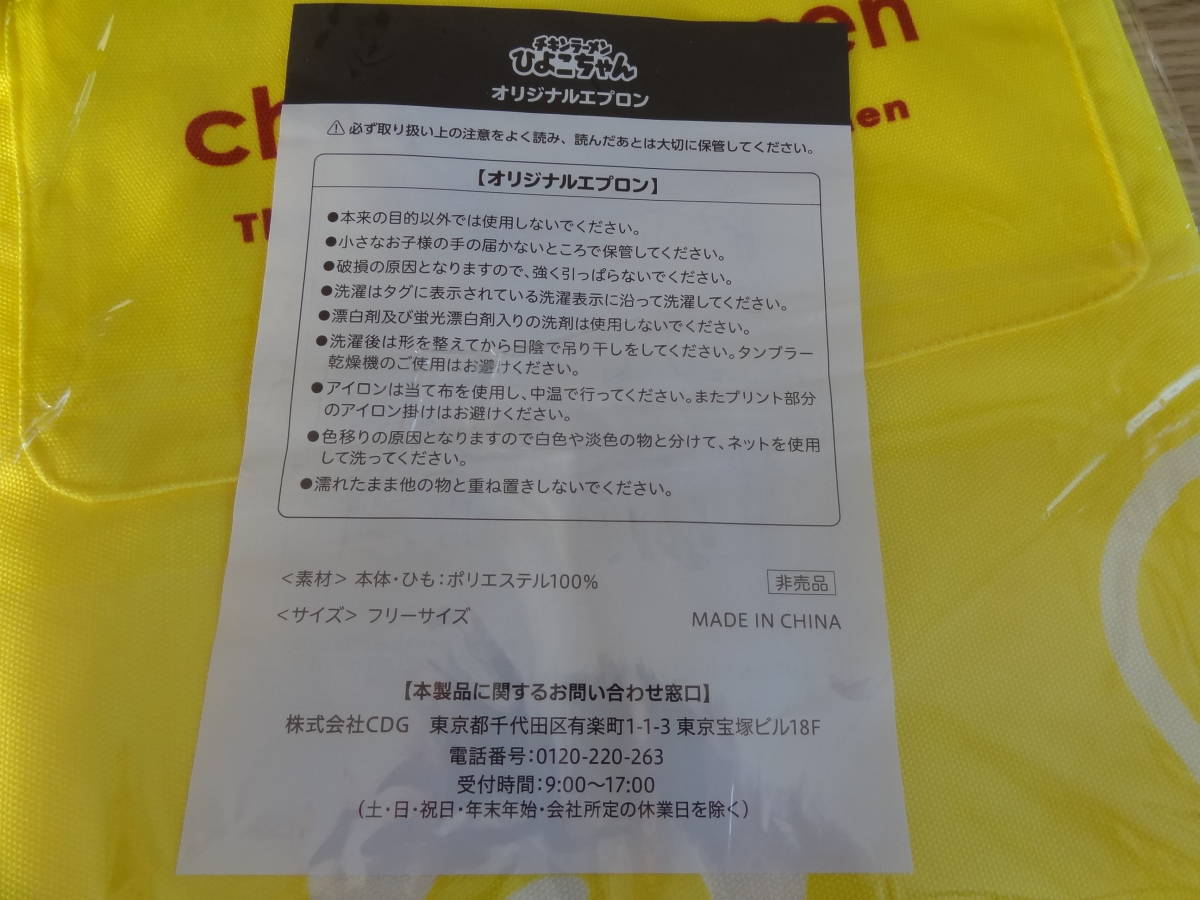 チキンラーメン
ひよこちゃん
オリジナルエプロン
⚠必ず取り扱い上の注意をよく読み、読んだあとは大切に保管してください。
【オリジナルエプロン】
●本来の目的以外では使用しないでください。
●小さなお子様の手の届かないところで保管してください。
●破損の原因となりますので、強く引っぱらないでください。
●洗濯はタグに表示されている洗濯表示に沿って洗濯してください。
●漂白剤及び蛍光漂白剤入りの洗剤は使用しないでください。
●洗濯後は形を整えてから日陰で吊り干しをしてください。タンブラー
乾燥機のご使用はお避けください。
●アイロンは当て布を使用し、中温で行ってください。またプリント部分
のアイロン掛けはお避けください。
●色移りの原因となりますので白色や淡色の物と分けて、ネットを使用
して洗ってください。
●濡れたまま他の物と重ね置きしないでください。
＜素材＞ 本体・ひも：ポリエステル100%
非売品
＜サイズ＞ フリーサイズ
MADE IN CHINA
【本製品に関するお問い合わせ窓口】
株式会社CDG 東京都千代田区有楽町1-1-3 東京宝塚ビル18F
電話番号：0120-220-263
受付時間：9:00～17:00
（土・日・祝日・年末年始・会社所定の休業日を除く）